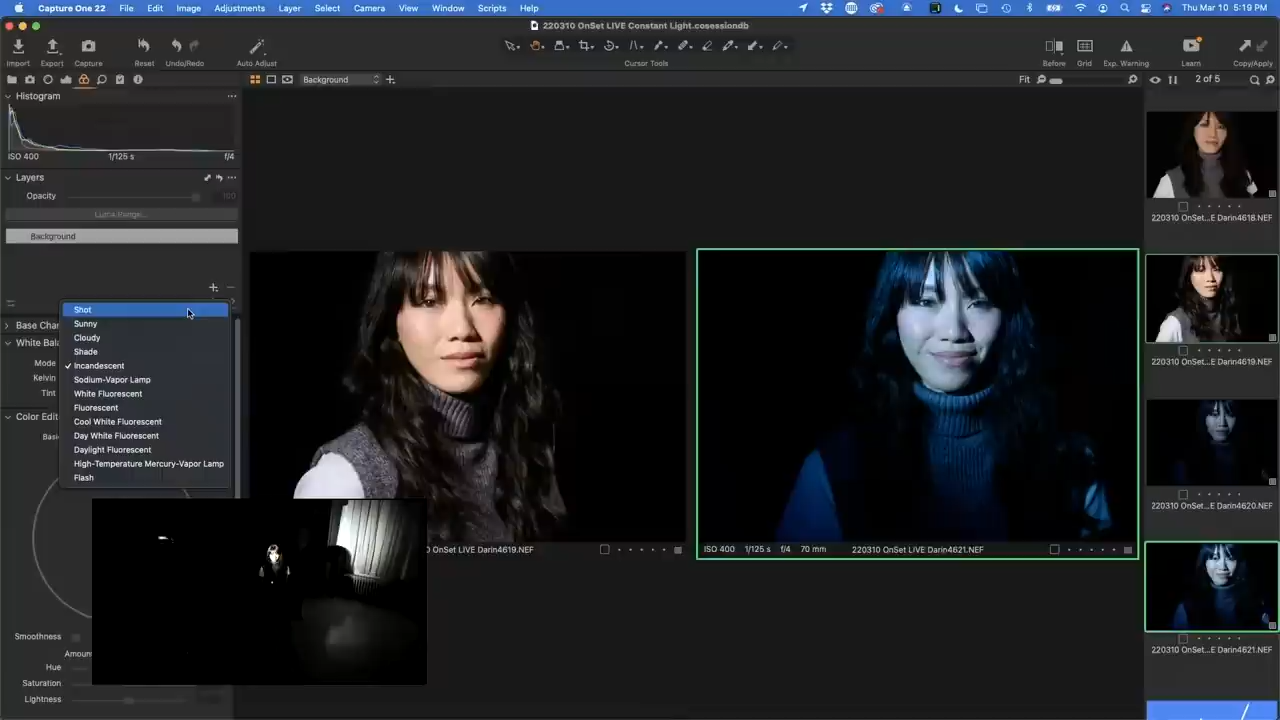 Capture One 22 File Edit Image Adjustments Layer Select Camera View Window Scripts Help Thu Mar 10 5:19 PM
220310 OnSet LIVE Constant Light.cosessiondb
Import Export Capture Reset Undo/Redo Auto Adjust Cursor Tools Before Grid Exp. Warning Learn Copy/Apply
Background Fit 2 of 5
Histogram
ISO 400 1/125 s f/4
Layers
Opacity 100
Luma Range...
Background
Shot
Sunny
Cloudy
Shade
Incandescent
Sodium-Vapor Lamp
White Fluorescent
Fluorescent
Cool White Fluorescent
Day White Fluorescent
Daylight Fluorescent
High-Temperature Mercury-Vapor Lamp
Flash
Base Char
White Bala
Mode
Kelvin
Tint
Color Edit
Basic
Smoothness
Amou
Hue
Saturation
Lightness
0 OnSet LIVE Darin4619.NEF
ISO 400 1/125 s f/4 70 mm 220310 OnSet LIVE Darin4621.NEF
220310 OnSet...E Darin4618.NEF
220310 OnSet...E Darin4619.NEF
220310 OnSet...E Darin4620.NEF
220310 OnSet...E Darin4621.NEF